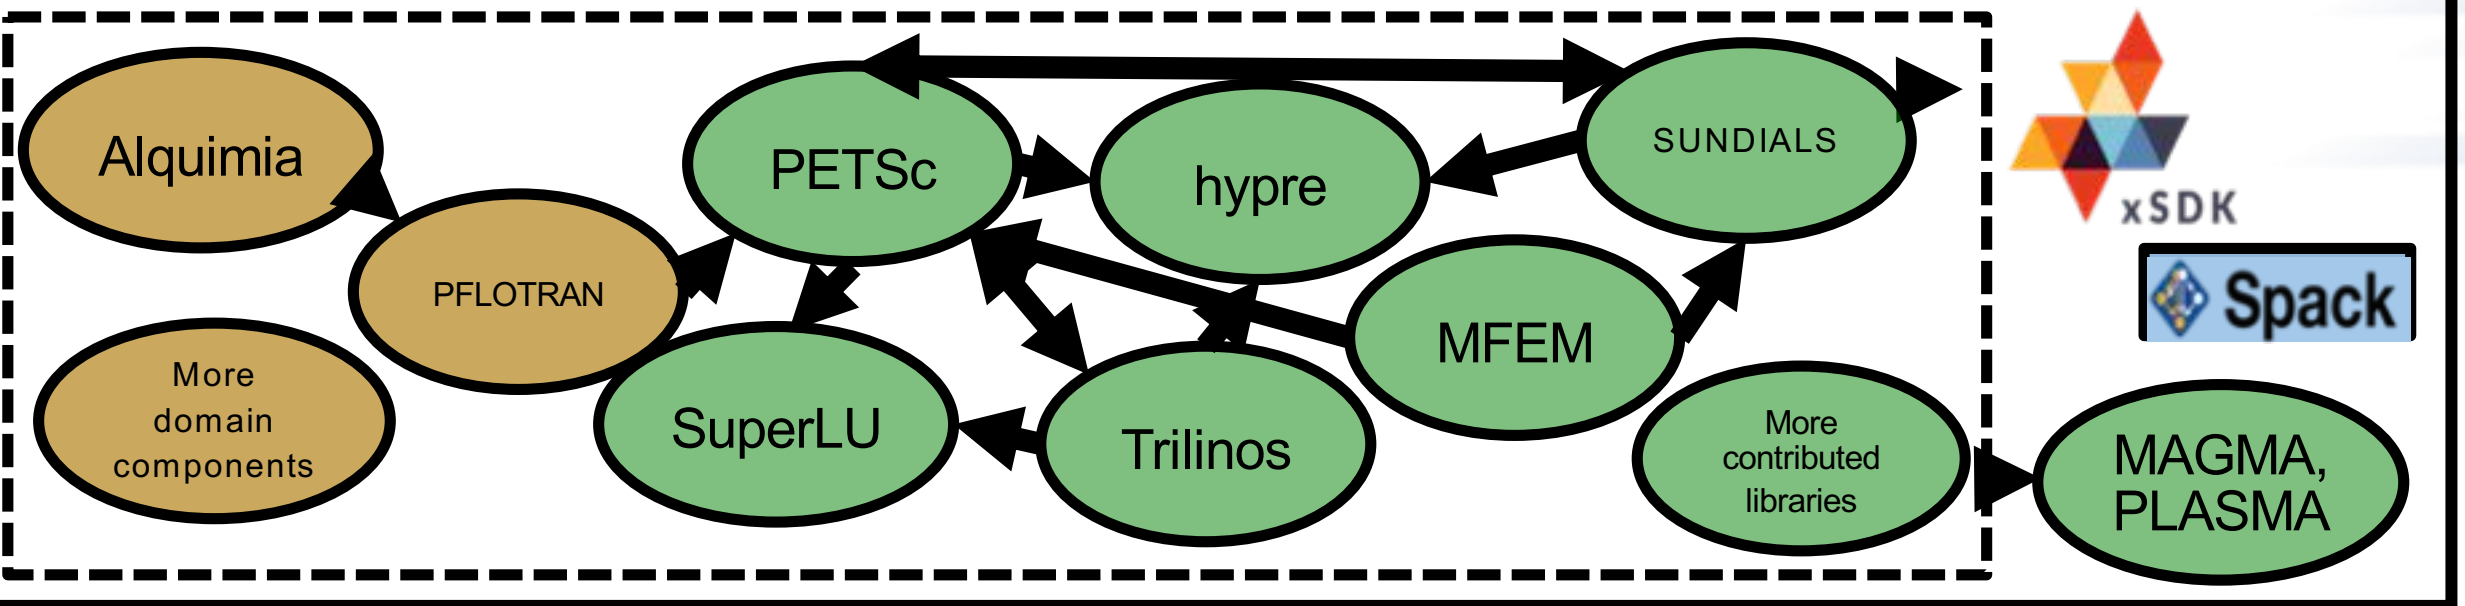 Alquimia
PETSc
hypre
SUNDIALS
xSDK
PFLOTRAN
Spack
MFEM
More
domain
components
SuperLU
Trilinos
More
contributed
libraries
MAGMA,
PLASMA